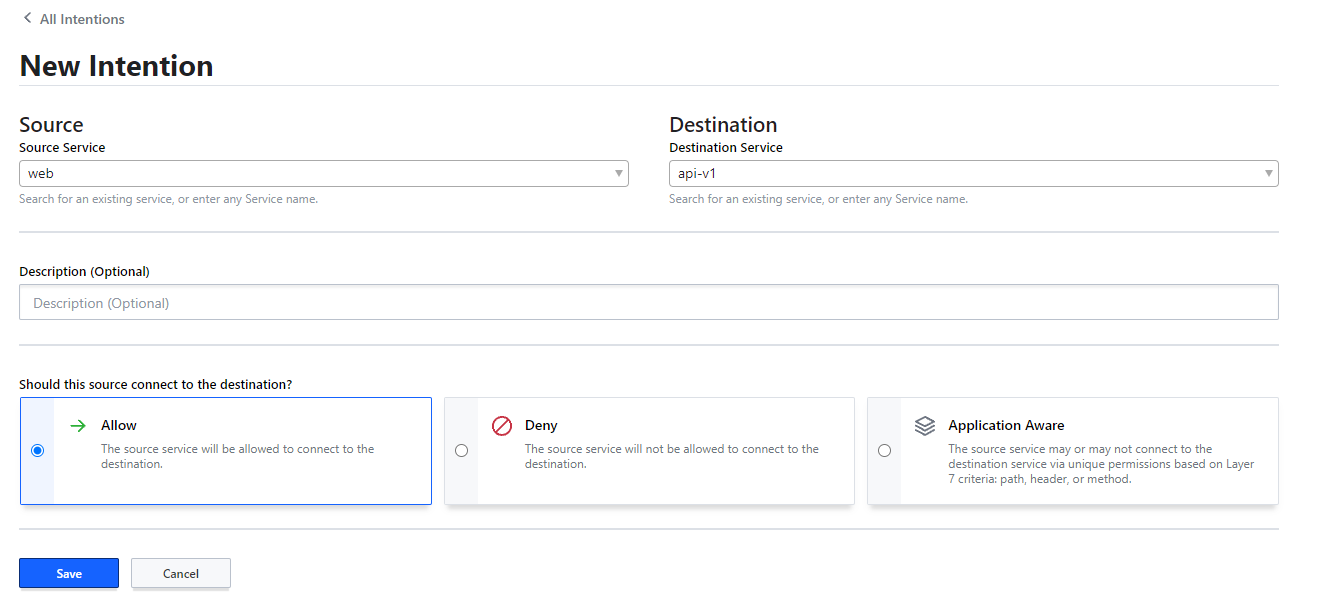 All Intentions
New Intention
Source
Source Service
web
Search for an existing service, or enter any Service name.
Destination
Destination Service
api-v1
Search for an existing service, or enter any Service name.
Description (Optional)
Description (Optional)
Should this source connect to the destination?
Allow
The source service will be allowed to connect to the
destination.
Deny
The source service will not be allowed to connect to the
destination.
Application Aware
The source service may or may not connect to the
destination service via unique permissions based on Layer
7 criteria: path, header, or method.
Save
Cancel